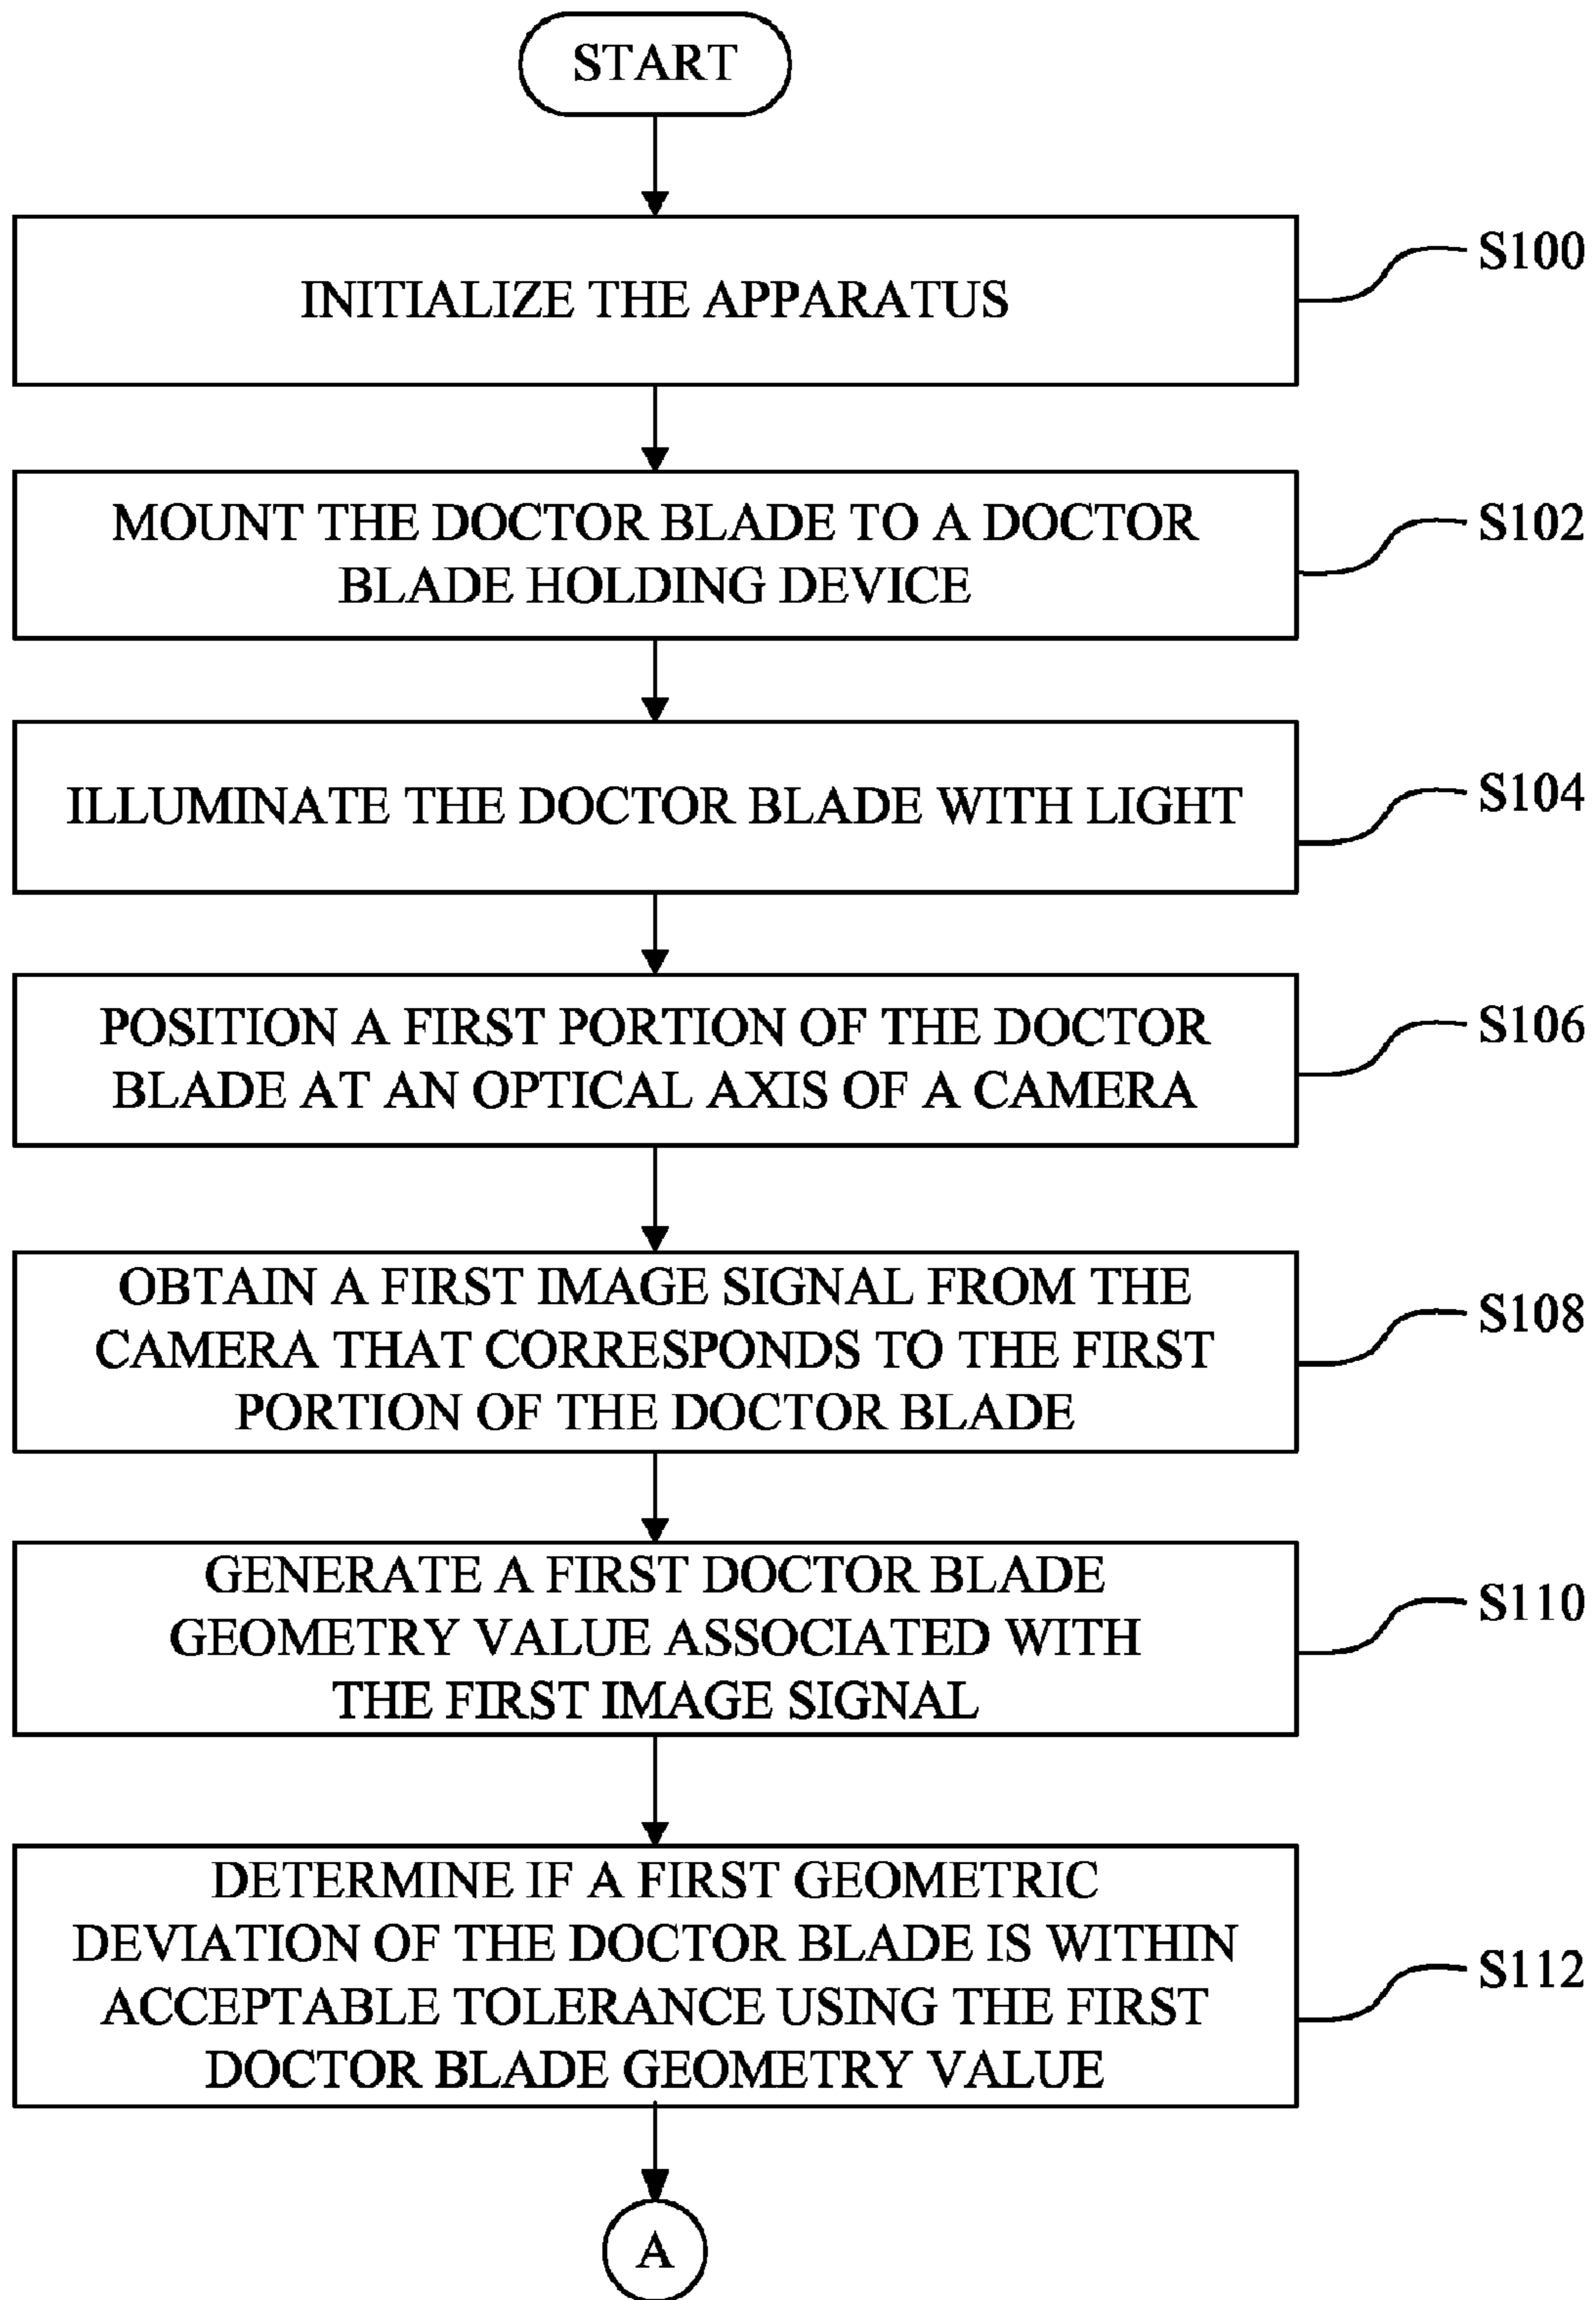 START
INITIALIZE THE APPARATUS
S100
MOUNT THE DOCTOR BLADE TO A DOCTOR
BLADE HOLDING DEVICE
S102
ILLUMINATE THE DOCTOR BLADE WITH LIGHT
S104
POSITION A FIRST PORTION OF THE DOCTOR
BLADE AT AN OPTICAL AXIS OF A CAMERA
S106
OBTAIN A FIRST IMAGE SIGNAL FROM THE
CAMERA THAT CORRESPONDS TO THE FIRST
PORTION OF THE DOCTOR BLADE
S108
GENERATE A FIRST DOCTOR BLADE
GEOMETRY VALUE ASSOCIATED WITH
THE FIRST IMAGE SIGNAL
S110
DETERMINE IF A FIRST GEOMETRIC
DEVIATION OF THE DOCTOR BLADE IS WITHIN
ACCEPTABLE TOLERANCE USING THE FIRST
DOCTOR BLADE GEOMETRY VALUE
S112
A